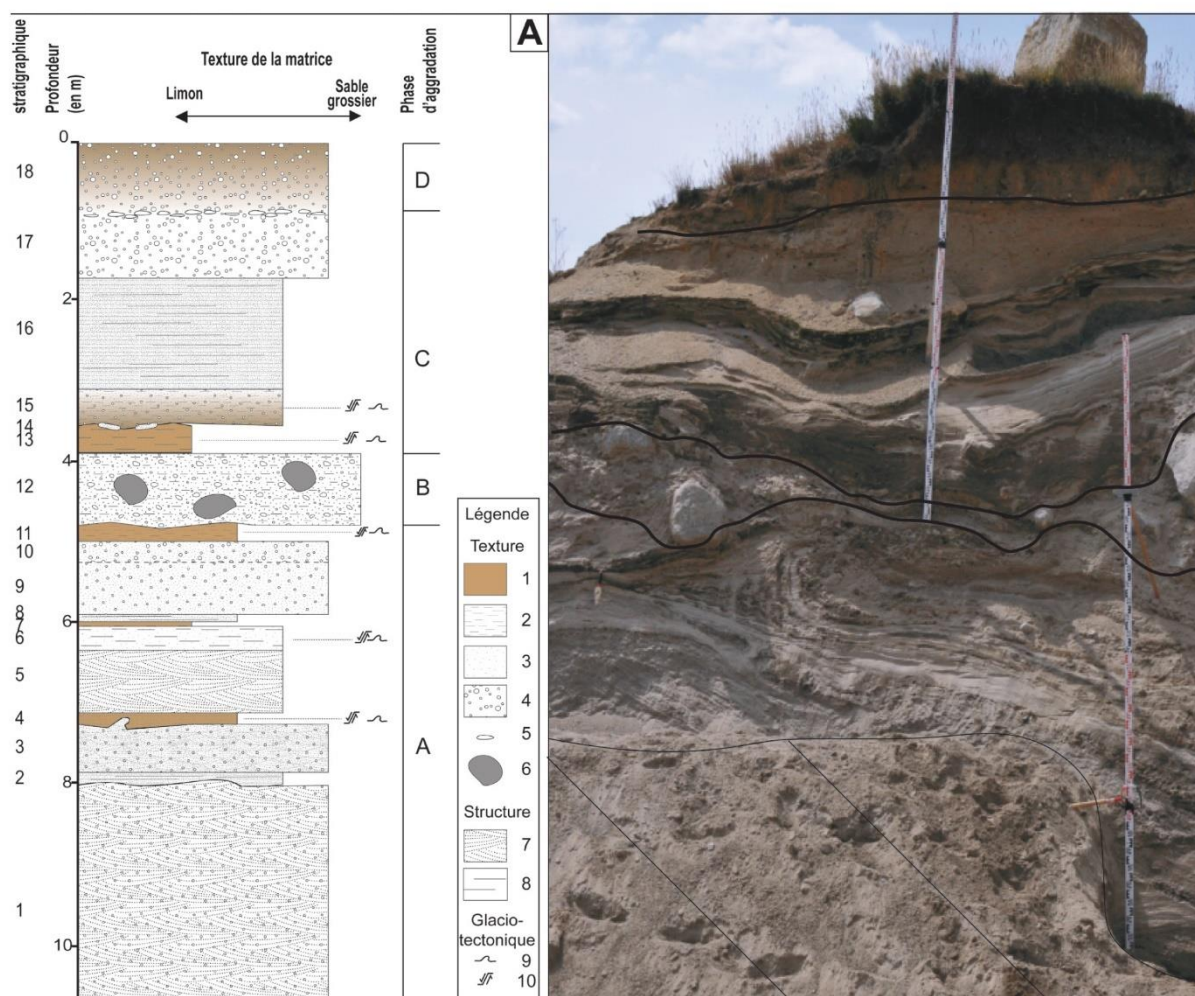 stratigraphique
Profondeur
(en m)
Texture de la matrice
Limon
Sable
grossier
Phase
d'aggradation
A
0
18
D
17
2
16
C
15
14
13
4
12
B
11
10
9
8
7
6
6
5
4
A
3
2
8
1
10
Légende
Texture
1
2
3
4
5
6
Structure
7
8
Glacio-
tectonique
9
10